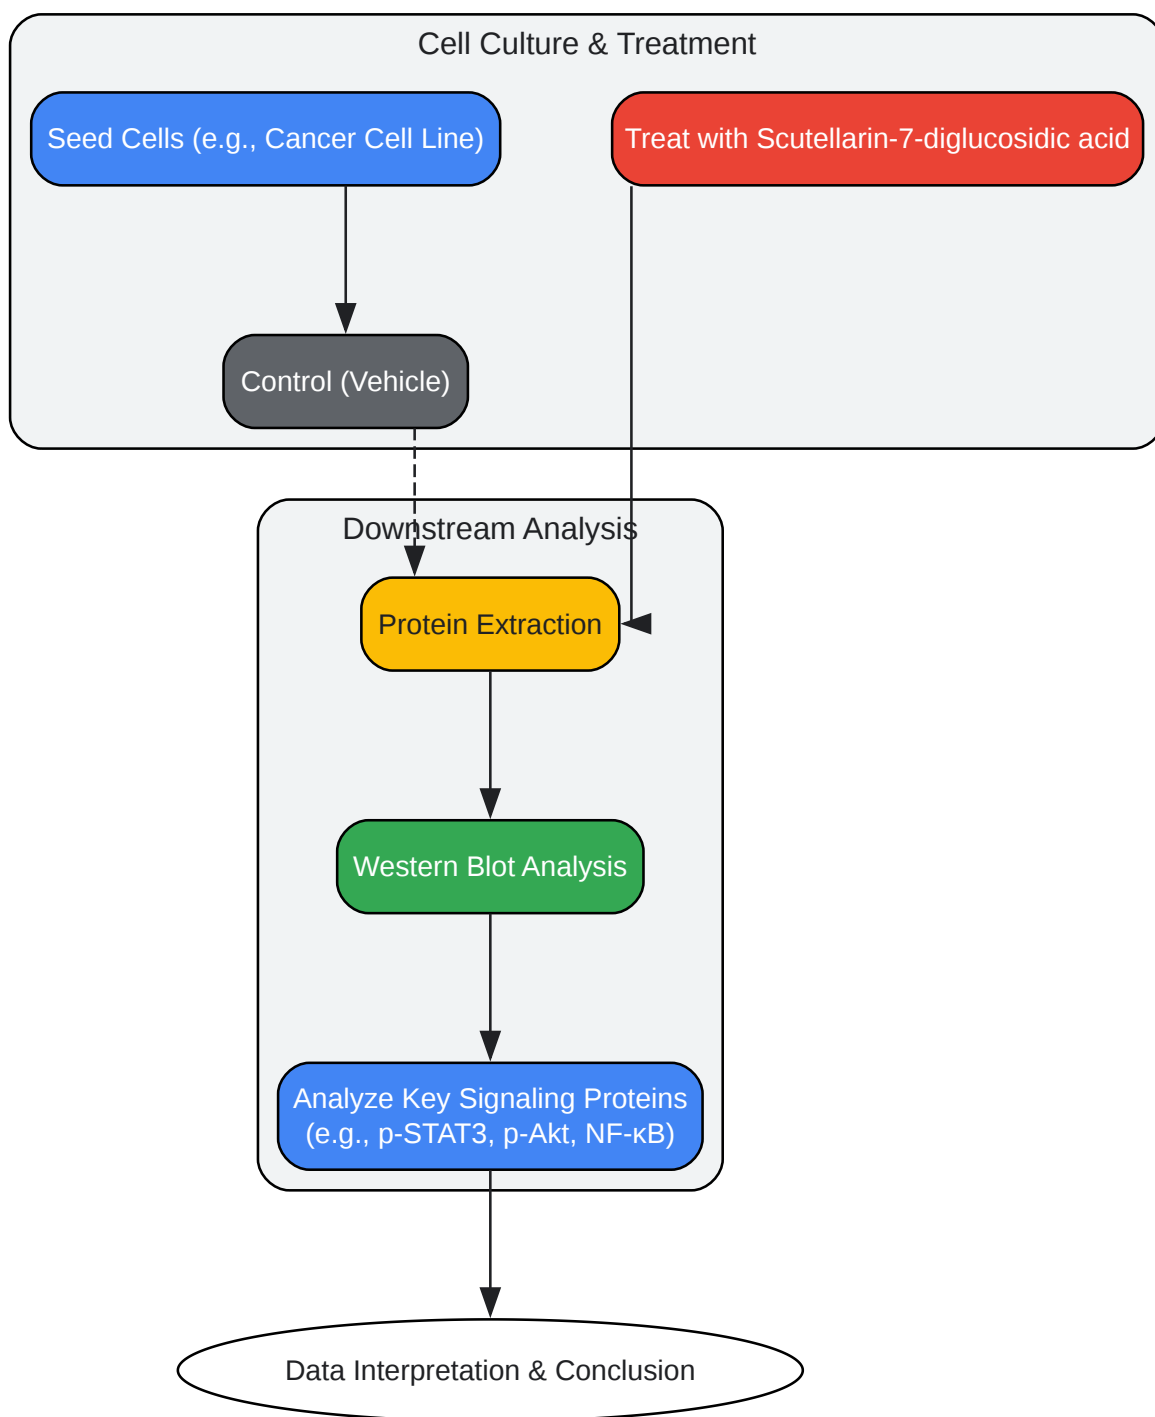 Cell Culture & Treatment
Seed Cells (e.g., Cancer Cell Line)
Treat with Scutellarin-7-diglucosidic acid
Control (Vehicle)
Downstream Analysis
Protein Extraction
Western Blot Analysis
Analyze Key Signaling Proteins
(e.g., p-STAT3, p-Akt, NF-κB)
Data Interpretation & Conclusion